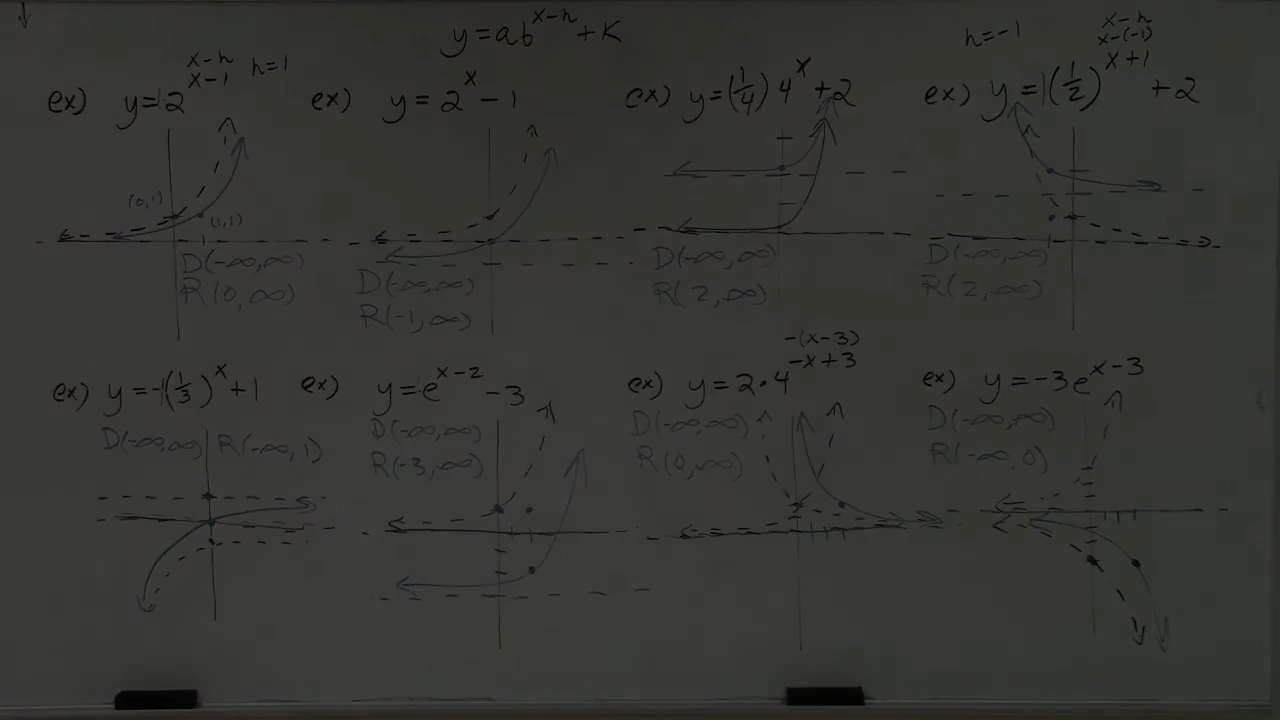 y = ab^(x-h) + K
x-h
x-1
h=1
ex) y = 1·2
(0,1)
(1,1)
D(-∞,∞)
R(0,∞)
ex) y = 2^x - 1
D(-∞,∞)
R(-1,∞)
ex) y = (1/4) 4^x + 2
D(-∞,∞)
R(2,∞)
h = -1
x-h
x-(-1)
x+1
ex) y = 1(1/2) + 2
D(-∞,∞)
R(2,∞)
ex) y = -1(1/3)^x + 1
D(-∞,∞) R(-∞,1)
ex) y = e^(x-2) - 3
D(-∞,∞)
R(-3,∞)
-(x-3)
-x+3
ex) y = 2·4
D(-∞,∞)
R(0,∞)
ex) y = -3e^(x-3)
D(-∞,∞)
R(-∞,0)